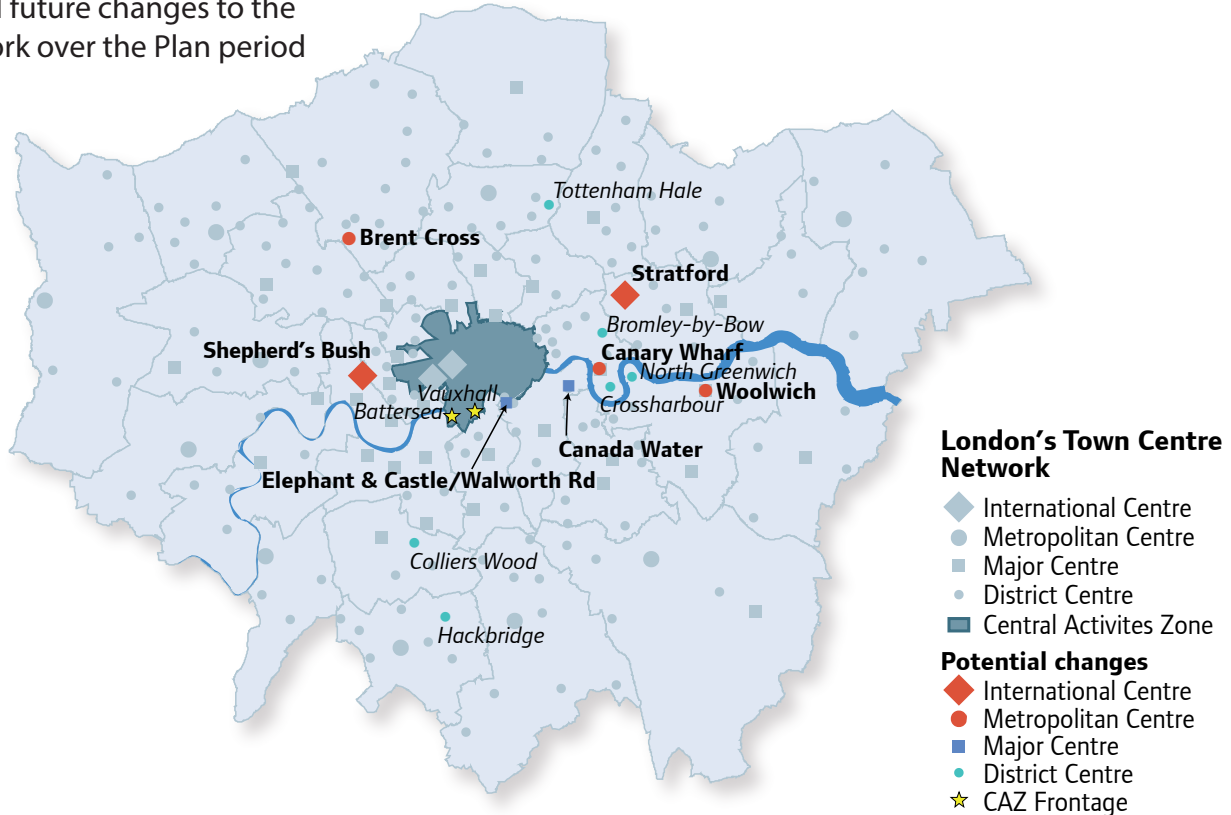 future changes to the
over the Plan period
Tottenham Hale
Brent Cross
Stratford
Bromley-by-Bow
Shepherd's Bush
Canary Wharf
North Greenwich
Vauxhall
Woolwich
Battersea
Crossharbour
Canada Water
Elephant & Castle/Walworth Rd
Colliers Wood
Hackbridge
London's Town Centre
Network
International Centre
Metropolitan Centre
Major Centre
District Centre
Central Activites Zone
Potential changes
International Centre
Metropolitan Centre
Major Centre
District Centre
CAZ Frontage